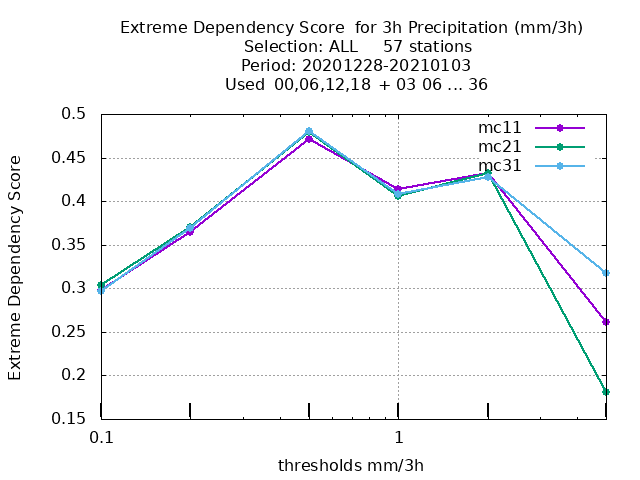 Extreme Dependency Score  for 3h Precipitation (mm/3h)
Selection: ALL     57 stations
Period: 20201228-20210103
Used  00,06,12,18  + 03 06 ... 36
mc11
mc21
mc31
0.5
0.45
0.4
0.35
0.3
0.25
0.2
0.15
Extreme Dependency Score
0.1
1
thresholds mm/3h